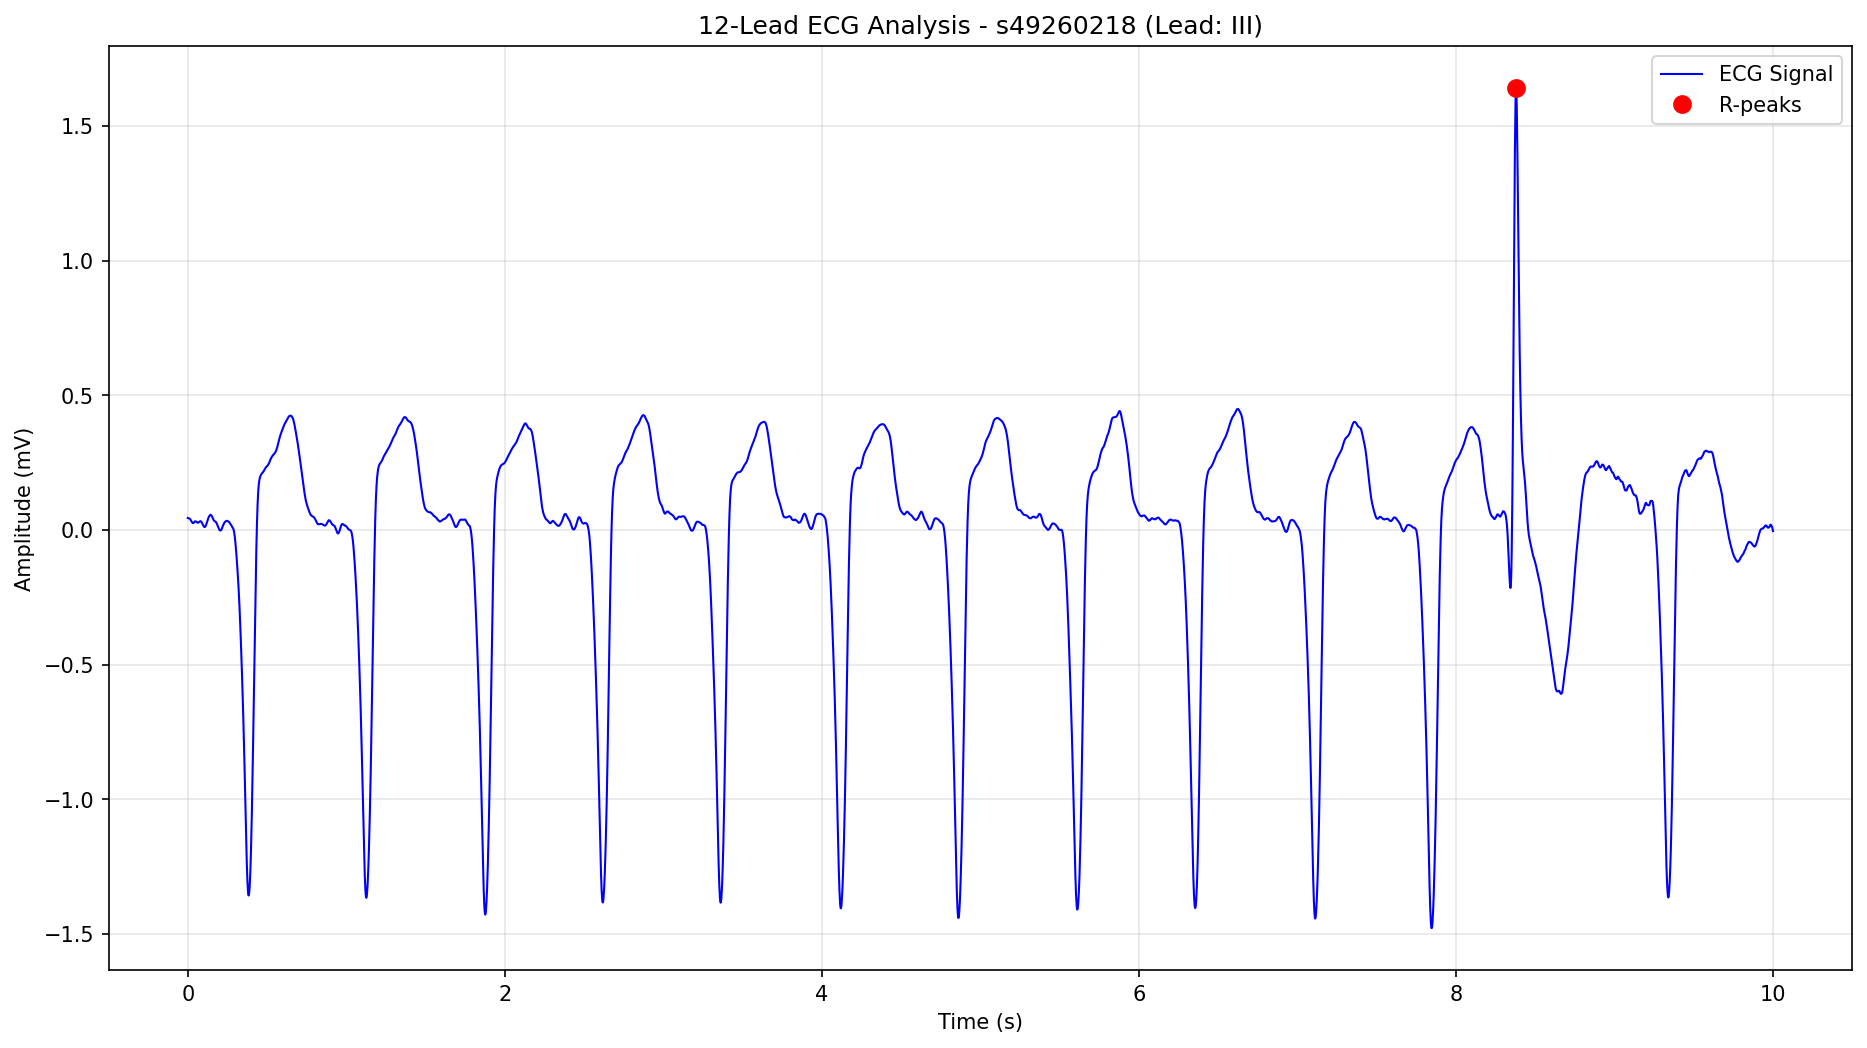 12-Lead ECG Analysis - s49260218 (Lead: III)
ECG Signal
R-peaks
Amplitude (mV)
1.5
1.0
0.5
0.0
−0.5
−1.0
−1.5
0
2
4
6
8
10
Time (s)